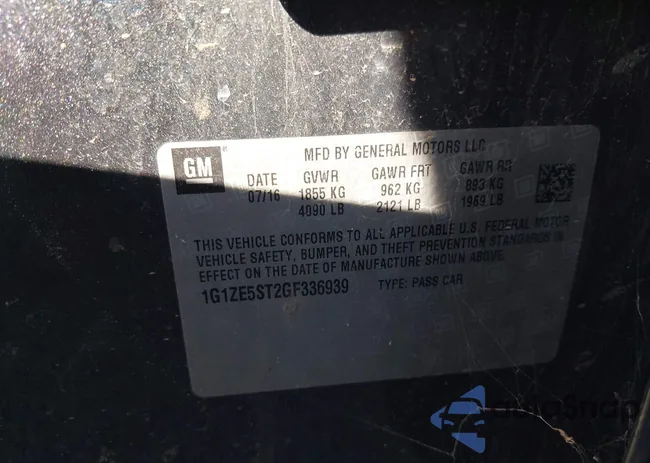 GM
MFD BY GENERAL MOTORS LLC
DATE GVWR GAWR FRT GAWR RR
07/16 1855 KG 962 KG 893 KG
4090 LB 2121 LB 1969 LB
THIS VEHICLE CONFORMS TO ALL APPLICABLE U.S. FEDERAL MOTOR
VEHICLE SAFETY, BUMPER, AND THEFT PREVENTION STANDARDS IN
EFFECT ON THE DATE OF MANUFACTURE SHOWN ABOVE
1G1ZE5ST2GF336939 TYPE: PASS CAR
autoSnap